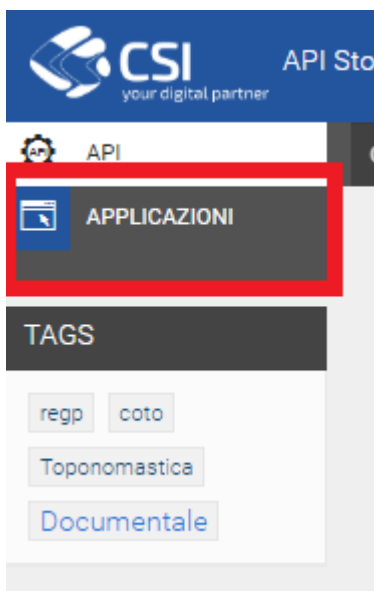 CSI
your digital partner
API Sto
API
APPLICAZIONI
TAGS
regp coto
Toponomastica
Documentale